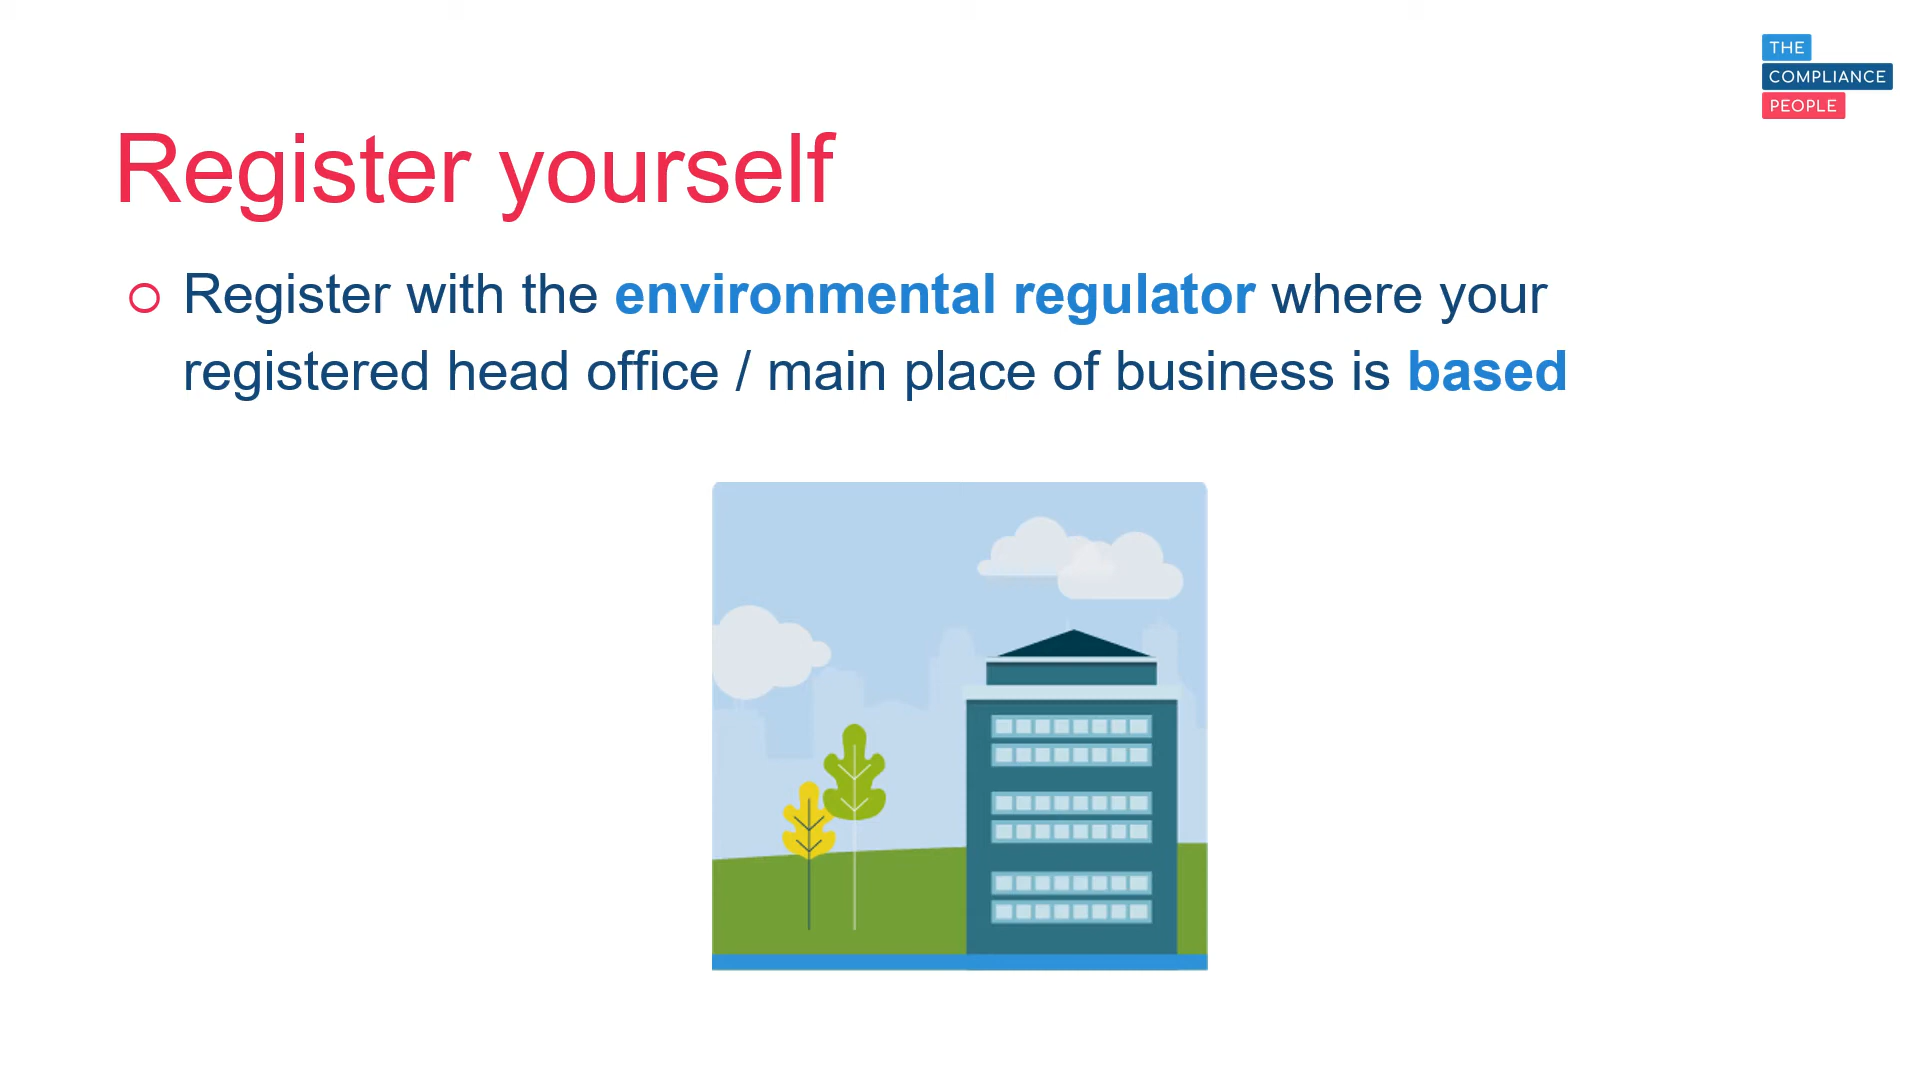 THE
COMPLIANCE
PEOPLE
Register yourself
Register with the environmental regulator where your
registered head office / main place of business is based